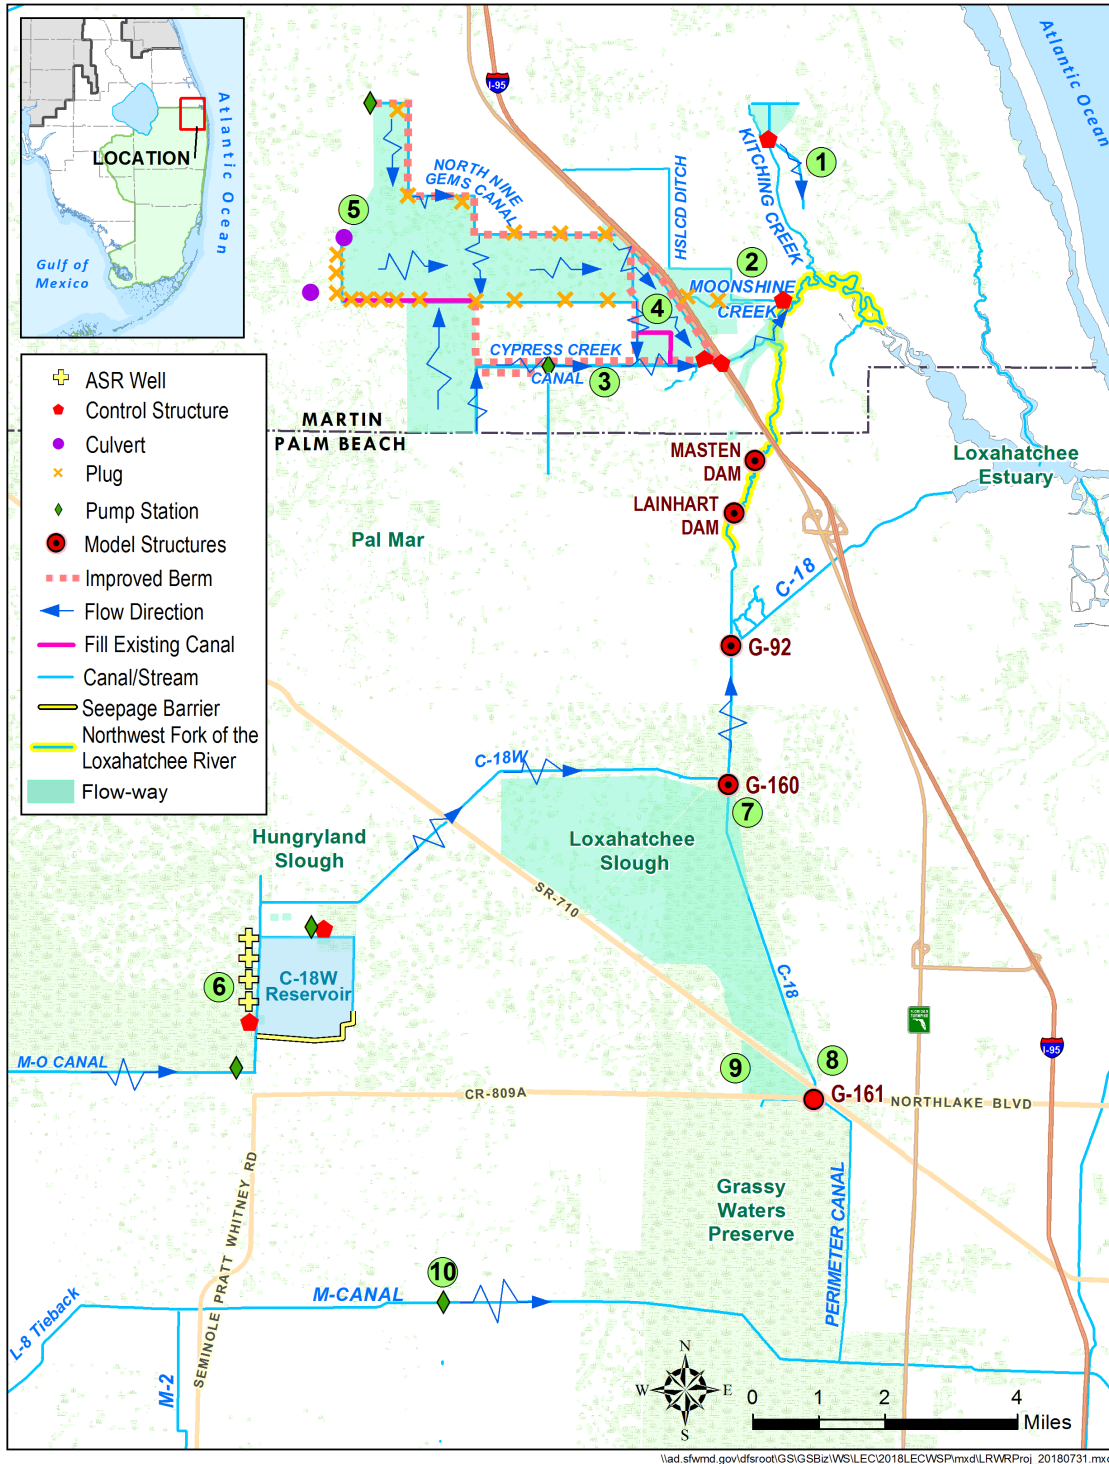 Atlantic Ocean
I-95
LOCATION
Atlantic Ocean
Gulf of
Mexico
KITCHING CREEK
1
NORTH NINE
GEMS CANAL
HSLCD DITCH
5
2
MOONSHINE
CREEK
4
CYPRESS CREEK
CANAL
3
MARTIN
PALM BEACH
ASR Well
Control Structure
Culvert
Plug
Pump Station
Model Structures
Improved Berm
Flow Direction
Fill Existing Canal
Canal/Stream
Seepage Barrier
Northwest Fork of the
Loxahatchee River
Flow-way
MASTEN
DAM
LAINHART
DAM
Loxahatchee
Estuary
Pal Mar
C-18
G-92
C-18W
G-160
7
Hungryland
Slough
Loxahatchee
Slough
SR-710
6
C-18W
Reservoir
C-18
FLORIDA'S
TURNPIKE
I-95
M-O CANAL
9
8
CR-809A
G-161
NORTHLAKE BLVD
SEMINOLE PRATT WHITNEY RD
Grassy
Waters
Preserve
PERIMETER CANAL
10
M-CANAL
L-8 Tieback
M-2
N
W
E
S
0 1 2 4
Miles
\\ad.sfwmd.gov\dfsroot\GS\GSBiz\WS\LEC\2018LECWSP\mxd\LRWRProj_20180731.mxd